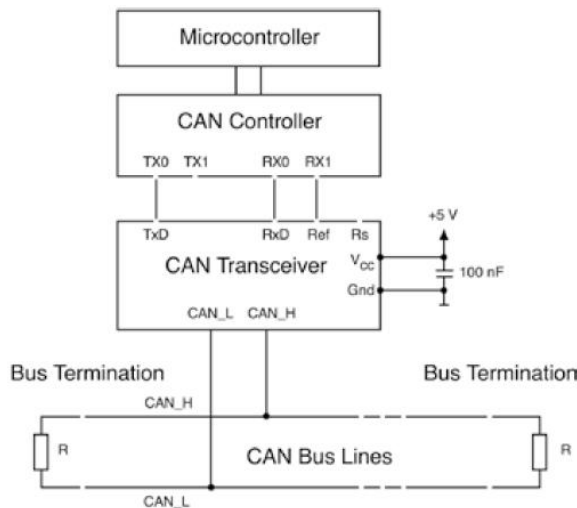 Microcontroller
CAN Controller
TX0 TX1 RX0 RX1
TxD RxD Ref Rs
+5 V
CAN Transceiver
VCC
100 nF
Gnd
CAN_L CAN_H
Bus Termination Bus Termination
CAN_H
R CAN Bus Lines R
CAN_L